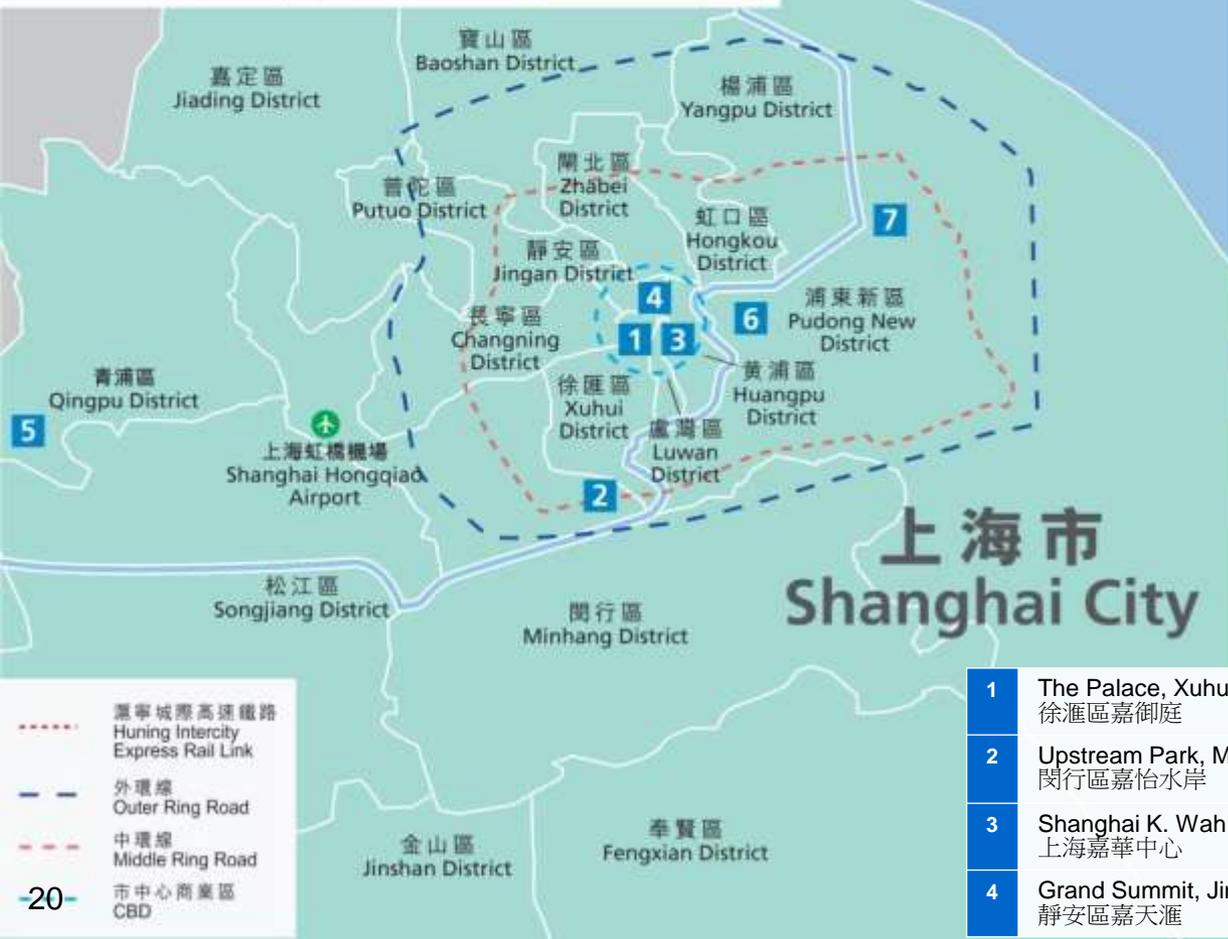 寶山區
Baoshan District
嘉定區
Jiading District
楊浦區
Yangpu District
閘北區
Zhabei
District
普陀區
Putuo District
虹口區
Hongkou
District
7
靜安區
Jingan District
4
浦東新區
Pudong New
District
6
長寧區
Changning
District
1
3
青浦區
Qingpu District
5
徐匯區
Xuhui
District
黃浦區
Huangpu
District
盧灣區
Luwan
District
上海虹橋機場
Shanghai Hongqiao
Airport
2
上海市
Shanghai City
松江區
Songjiang District
閔行區
Minhang District
滬寧城際高速鐵路
Huning Intercity
Express Rail Link
外環線
Outer Ring Road
中環線
Middle Ring Road
市中心商業區
CBD
20
金山區
Jinshan District
奉賢區
Fengxian District
1 The Palace, Xuhu
徐滙區嘉御庭
2 Upstream Park, M
閔行區嘉怡水岸
3 Shanghai K. Wah
上海嘉華中心
4 Grand Summit, Jin
靜安區嘉天滙